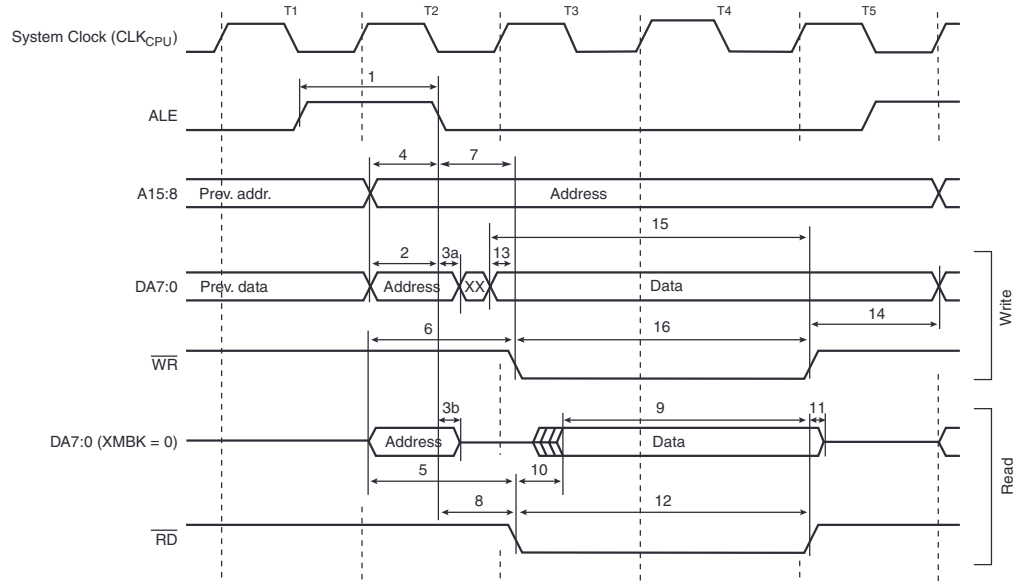 T1 T2 T3 T4 T5
System Clock (CLKCPU)
1
ALE
4 7
A15:8 Prev. addr. Address
15
2 3a 13
DA7:0 Prev. data Address XX Data
14
6 16
WR
Write
3b 9 11
DA7:0 (XMBK = 0) Address Data
5 10
8 12
RD
Read